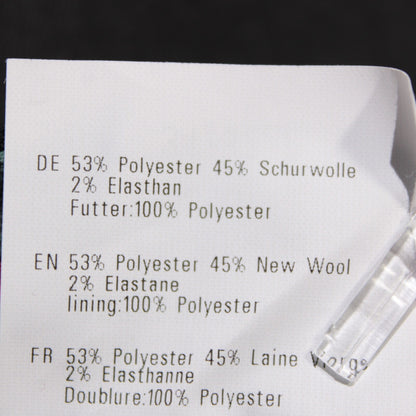 DE 53% Polyester 45% Schurwolle
2% Elasthan
Futter:100% Polyester
EN 53% Polyester 45% New Wool
2% Elastane
lining:100% Polyester
FR 53% Polyester 45% Laine Vierge
2% Elasthanne
Doublure:100% Polyester